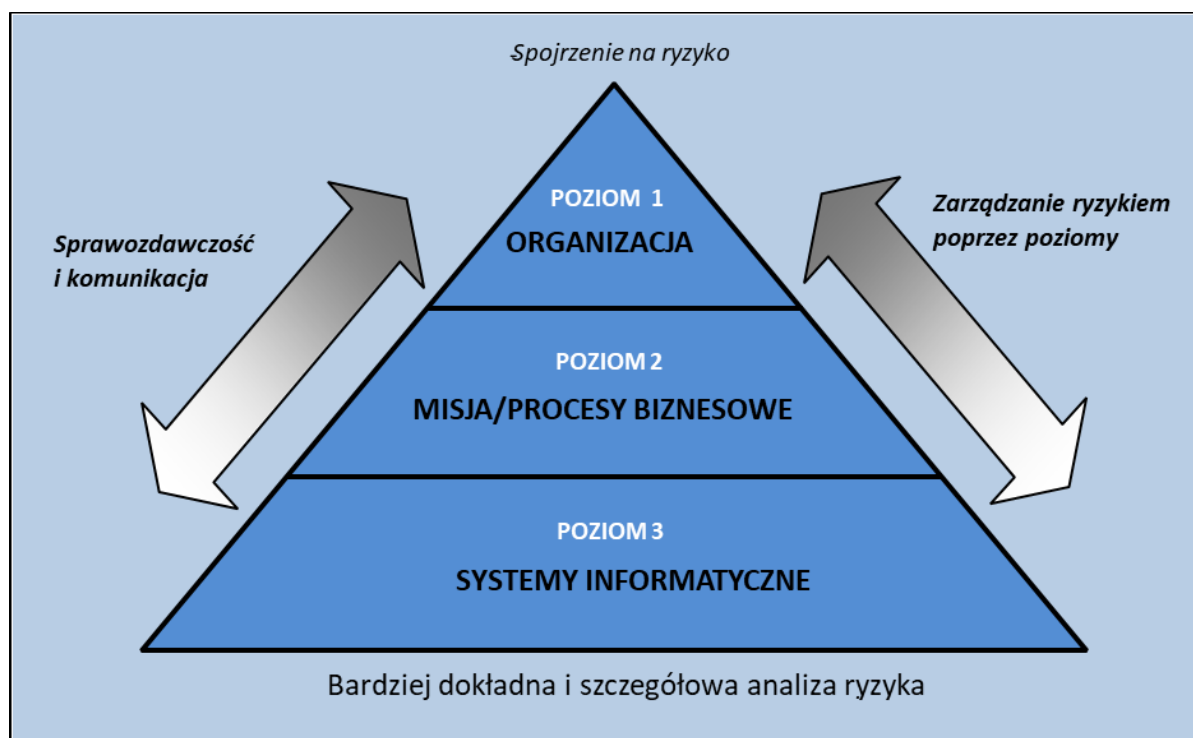 -Spojrzenie na ryzyko
POZIOM 1
ORGANIZACJA
Sprawozdawczość
i komunikacja
Zarządzanie ryzykiem
poprzez poziomy
POZIOM 2
MISJA/PROCESY BIZNESOWE
POZIOM 3
SYSTEMY INFORMATYCZNE
Bardziej dokładna i szczegółowa analiza ryzyka